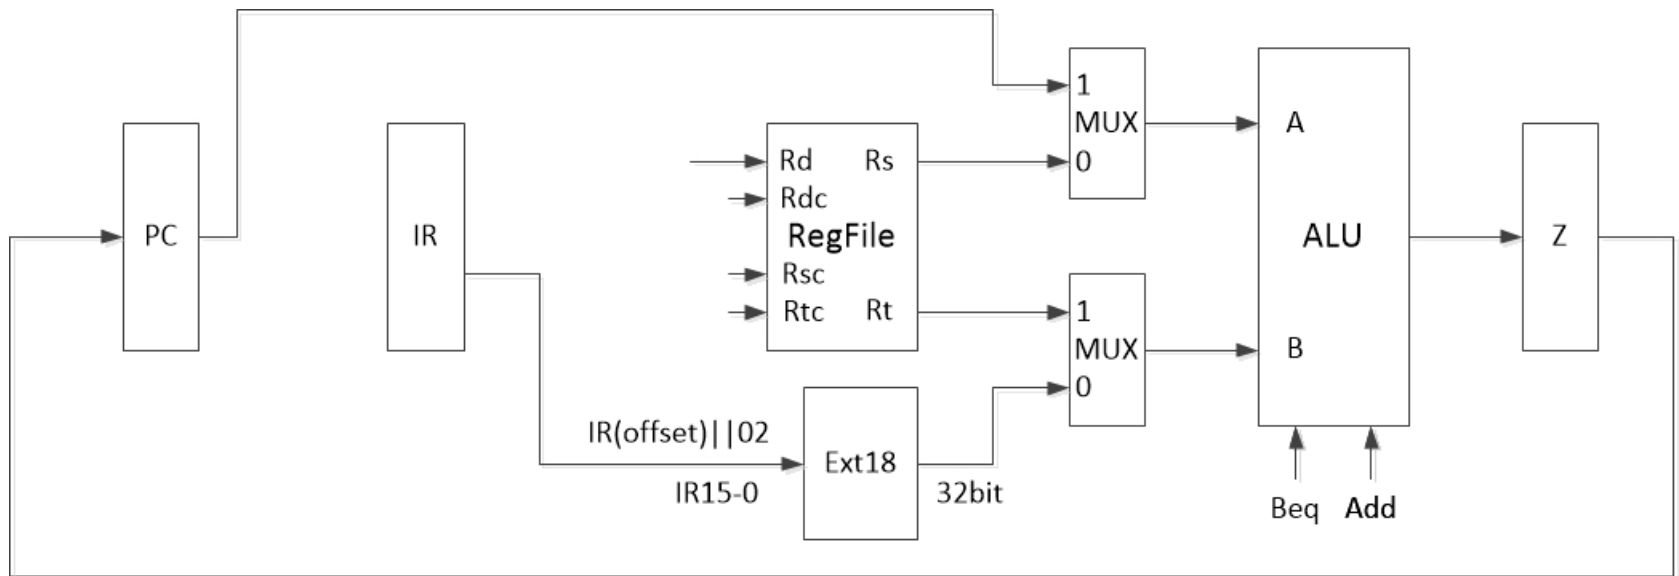 1
MUX
0
A
PC
IR
Rd
Rs
Rdc
RegFile
Rsc
Rtc
Rt
ALU
Z
1
MUX
0
B
IR(offset)||02
Ext18
IR15-0
32bit
Beq
Add